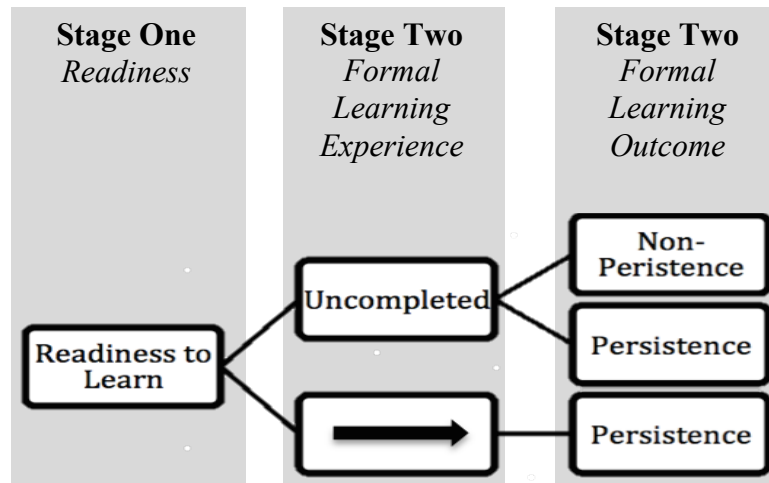 Stage One
Readiness
Stage Two
Formal
Learning
Experience
Stage Two
Formal
Learning
Outcome
Readiness to
Learn
Uncompleted
Non-
Peristence
Persistence
Persistence